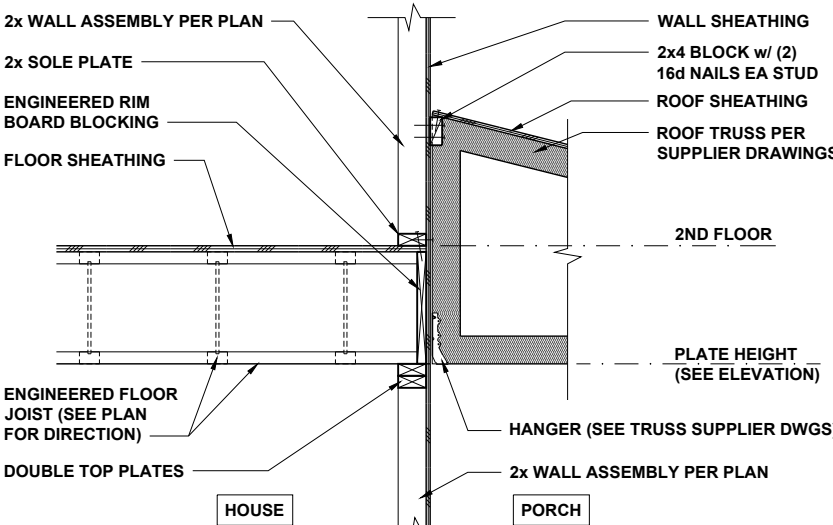 2x WALL ASSEMBLY PER PLAN
2x SOLE PLATE
ENGINEERED RIM
BOARD BLOCKING
FLOOR SHEATHING
ENGINEERED FLOOR
JOIST (SEE PLAN
FOR DIRECTION)
DOUBLE TOP PLATES
HOUSE
WALL SHEATHING
2x4 BLOCK w/ (2)
16d NAILS EA STUD
ROOF SHEATHING
ROOF TRUSS PER
SUPPLIER DRAWINGS
2ND FLOOR
PLATE HEIGHT
(SEE ELEVATION)
HANGER (SEE TRUSS SUPPLIER DWGS)
2x WALL ASSEMBLY PER PLAN
PORCH